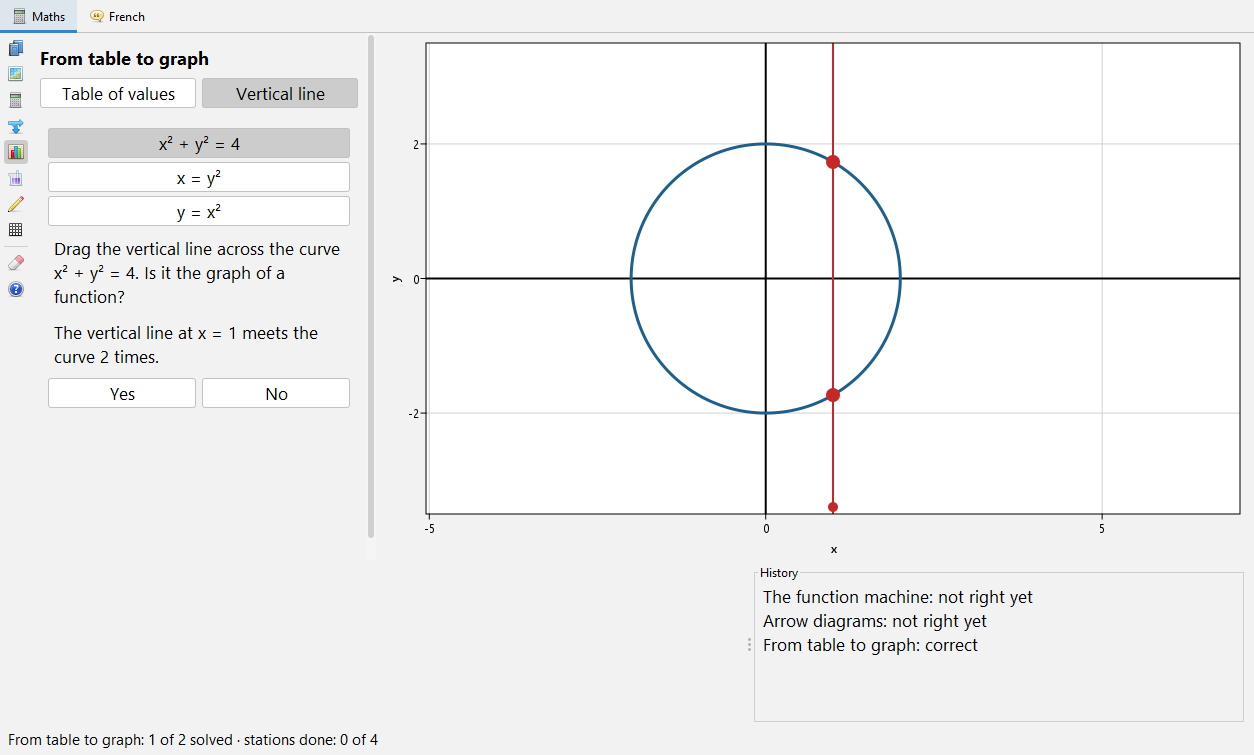 Maths
French
From table to graph
Table of values
Vertical line
x² + y² = 4
x = y²
y = x²
Drag the vertical line across the curve
x² + y² = 4. Is it the graph of a
function?
The vertical line at x = 1 meets the
curve 2 times.
Yes
No
2
0
-2
y
-5
0
5
x
History
The function machine: not right yet
Arrow diagrams: not right yet
From table to graph: correct
From table to graph: 1 of 2 solved · stations done: 0 of 4